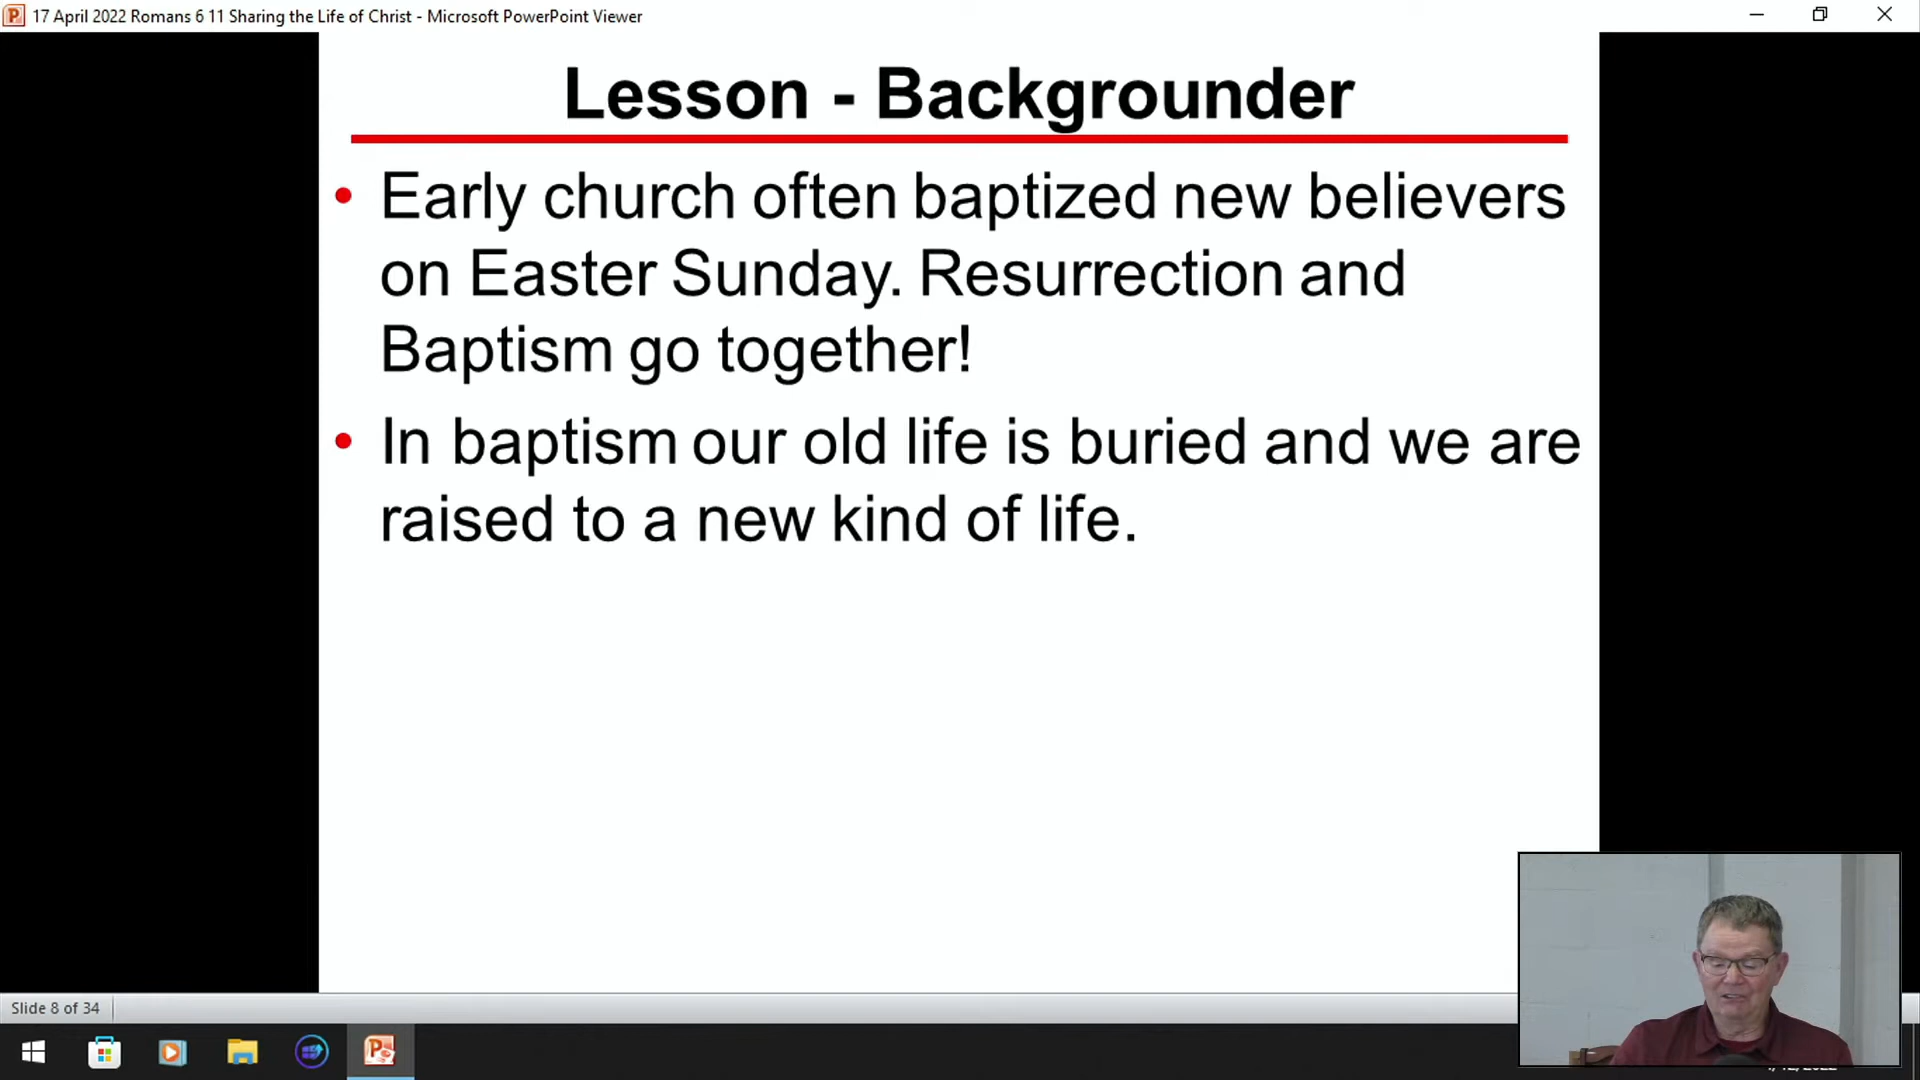 17 April 2022 Romans 6 11 Sharing the Life of Christ - Microsoft PowerPoint Viewer
Lesson - Backgrounder
• Early church often baptized new believers
on Easter Sunday. Resurrection and
Baptism go together!
• In baptism our old life is buried and we are
raised to a new kind of life.
Slide 8 of 34